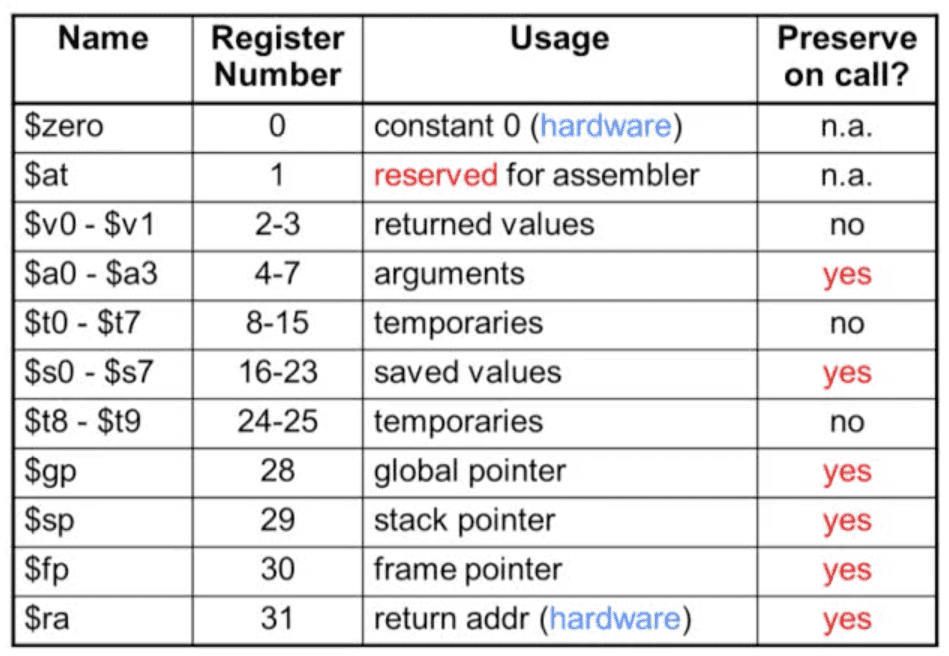 Name Register Number Usage Preserve on call?
$zero 0 constant 0 (hardware) n.a.
$at 1 reserved for assembler n.a.
$v0 - $v1 2-3 returned values no
$a0 - $a3 4-7 arguments yes
$t0 - $t7 8-15 temporaries no
$s0 - $s7 16-23 saved values yes
$t8 - $t9 24-25 temporaries no
$gp 28 global pointer yes
$sp 29 stack pointer yes
$fp 30 frame pointer yes
$ra 31 return addr (hardware) yes